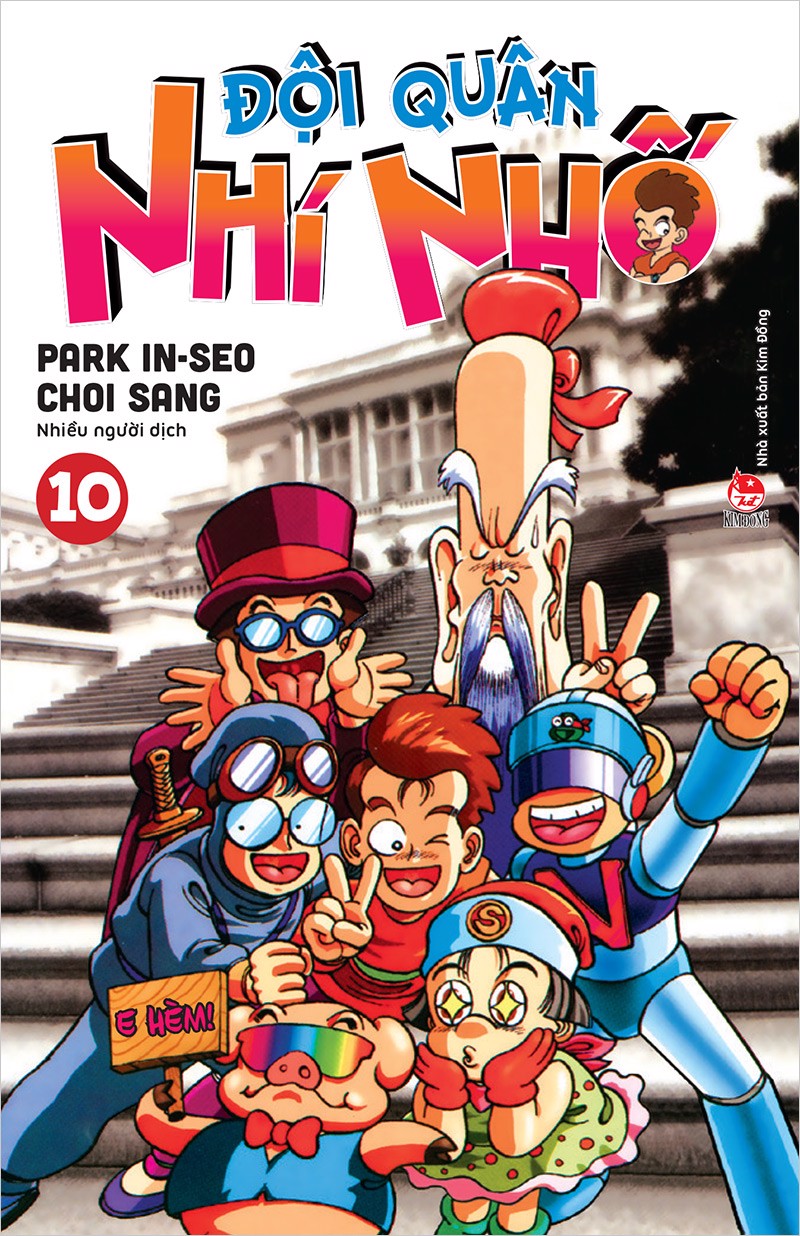 ĐỘI QUÂN
NHÍ NHỐ
PARK IN-SEO
CHOI SANG
Nhiều người dịch
10
Nhà xuất bản Kim Đồng
KIM ĐỒNG
E HÈM!
S
V